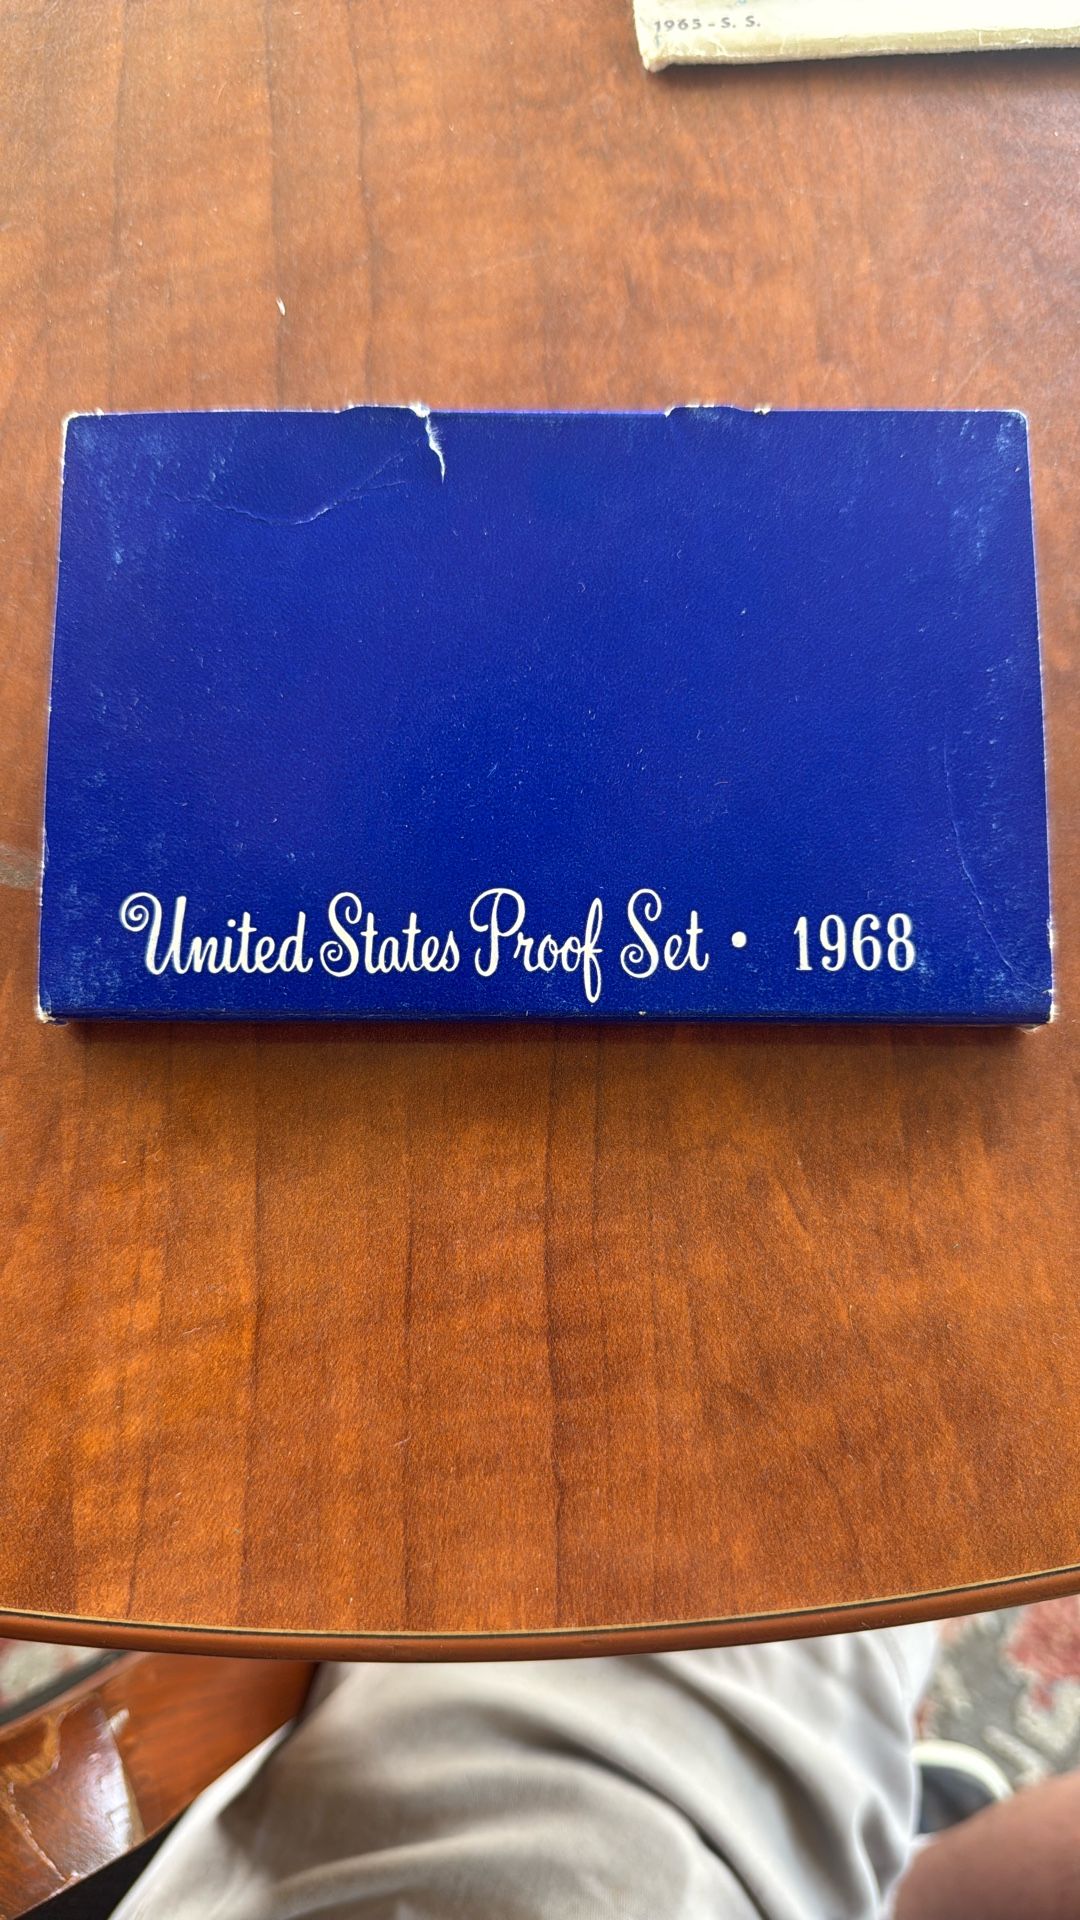 1965 - S. S.
United States Proof Set • 1968